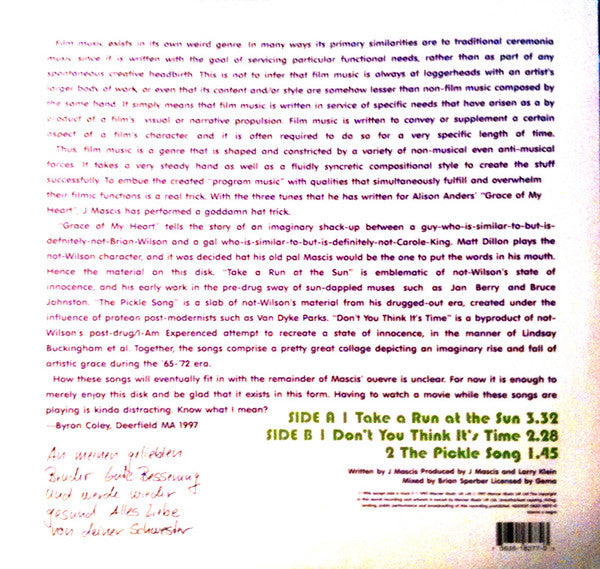 Film music exists in its own weird genre. In many ways its primary similarities are to traditional ceremonia
music since it is written with the goal of servicing particular functional needs, rather than as part of any
spontaneous creative headbirth. This is not to infer that film music is always at loggerheads with an artist's
larger body of work, or even that its content and/or style are somehow lesser than non-film music composed by
the same hand. It simply means that film music is written in service of specific needs that have arisen as a by
product of a film's visual or narrative propulsion. Film music is written to convey or supplement a certain
aspect of a film's character, and it is often required to do so for a very specific length of time.
Thus, film music is a genre that is shaped and constricted by a variety of non-musical even anti-musical
forces. It takes a very steady hand as well as a fluidly syncretic compositional style to create the stuff
successfully. To embue the created "program music" with qualities that simultaneously fulfill and overwhelm
their filmic functions is a real trick. With the three tunes that he has written for Alison Anders' "Grace of My
Heart", J Mascis has performed a goddamn hat trick.
"Grace of My Heart" tells the story of an imaginary shack-up between a guy-who-is-similar-to-but-is-
defnitely-not-Brian-Wilson and a gal who-is-similar-to-but-is-definitely-not-Carole-King. Matt Dillon plays the
not-Wilson character, and it was decided hat his old pal Mascis would be the one to put the words in his mouth.
Hence the material on this disk. "Take a Run at the Sun" is emblematic of not-Wilson's state of
innocence, and his early work in the pre-drug sway of sun-dappled muses such as Jan Berry and Bruce
Johnston. "The Pickle Song" is a slab of not-Wilson's material from his drugged-out era, created under the
influence of protean post-modernists such as Van Dyke Parks. "Don't You Think It's Time" is a byproduct of not-
Wilson's post-drug/I-Am Experenced attempt to recreate a state of innocence, in the manner of Lindsay
Buckingham et al. Together, the songs comprise a pretty great collage depicting an imaginary rise and fall of
artistic grace during the '65-'72 era.
How these songs will eventually fit in with the remainder of Mascis' ouevre is unclear. For now it is enough to
merely enjoy this disk and be glad that it exists in this form. Having to watch a movie while these songs are
playing is kinda distracting. Know what I mean?
—Byron Coley, Deerfield MA 1997
SIDE A | Take a Run at the Sun 3.32
SIDE B | Don't You Think It's Time 2.28
2 The Pickle Song 1.45
Written by J Mascis Produced by J Mascis and Larry Klein
Mixed by Brian Sperber Licensed by Gema
An meinen geliebten
Bruder Gute Besserung
und werde wieder
gesund Alles Liebe
von deiner Schwester